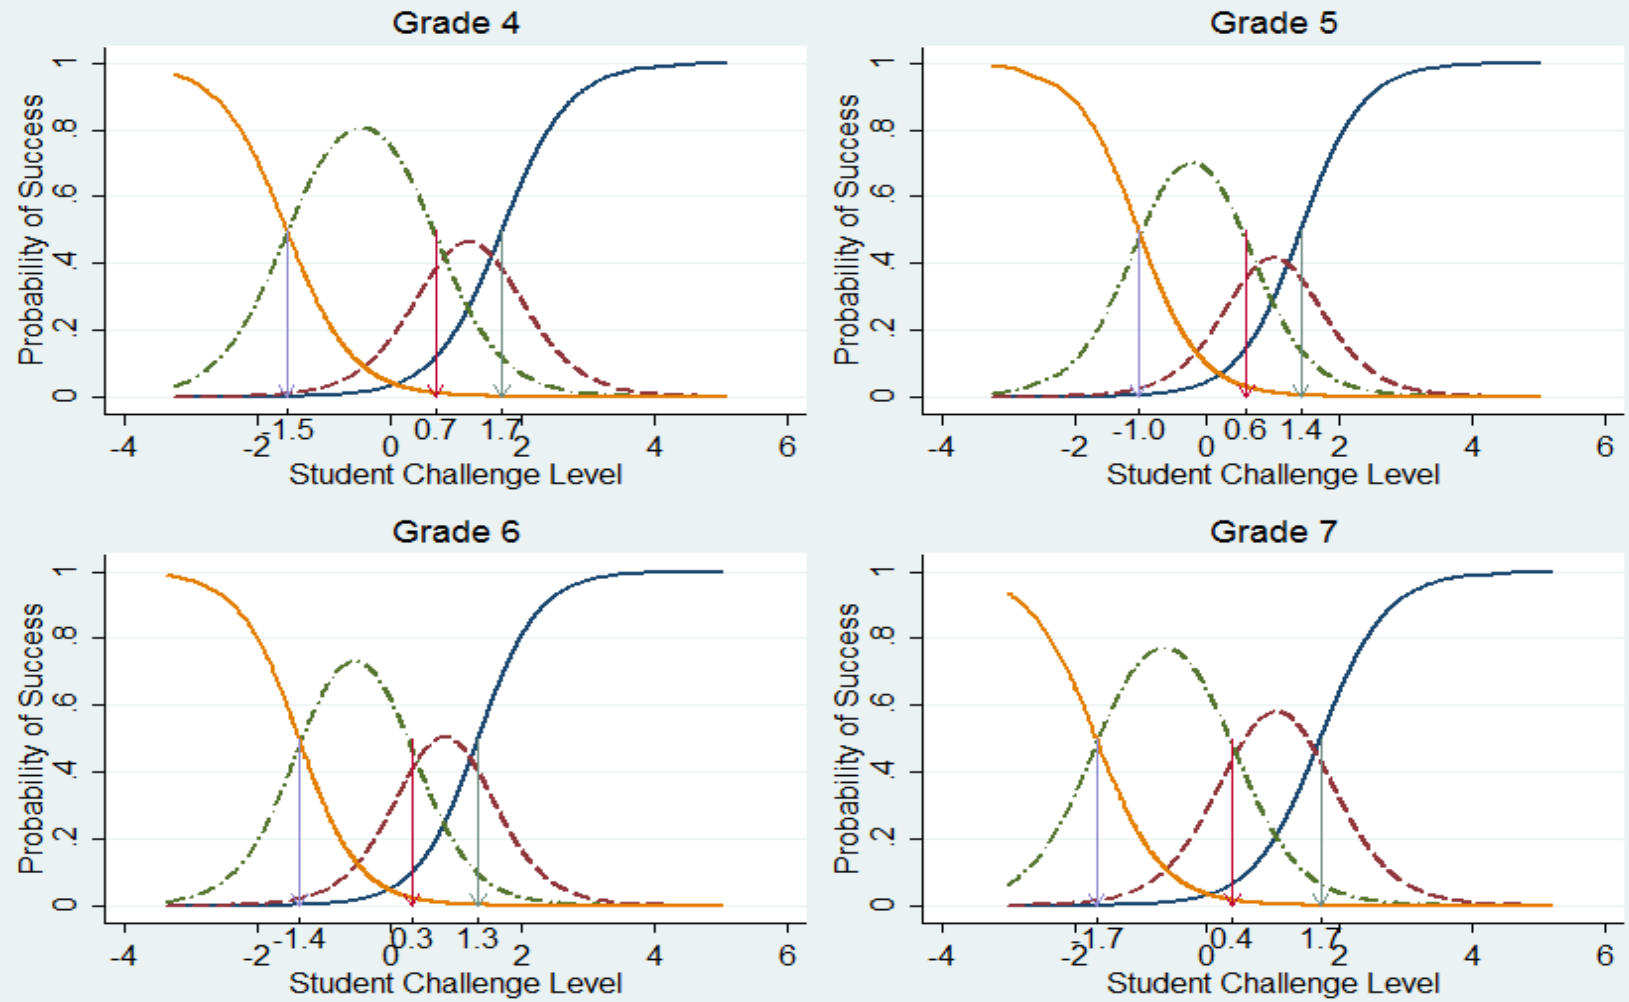 Grade 4
Probability of Success
1
.8
.6
.4
.2
0
-4 -2 0 2 4 6
-1.5 0.7 1.7
Student Challenge Level
Grade 5
Probability of Success
1
.8
.6
.4
.2
0
-4 -2 0 2 4 6
-1.0 0.6 1.4
Student Challenge Level
Grade 6
Probability of Success
1
.8
.6
.4
.2
0
-4 -2 0 2 4 6
-1.4 0.3 1.3
Student Challenge Level
Grade 7
Probability of Success
1
.8
.6
.4
.2
0
-4 -2 0 2 4 6
-1.7 0.4 1.7
Student Challenge Level